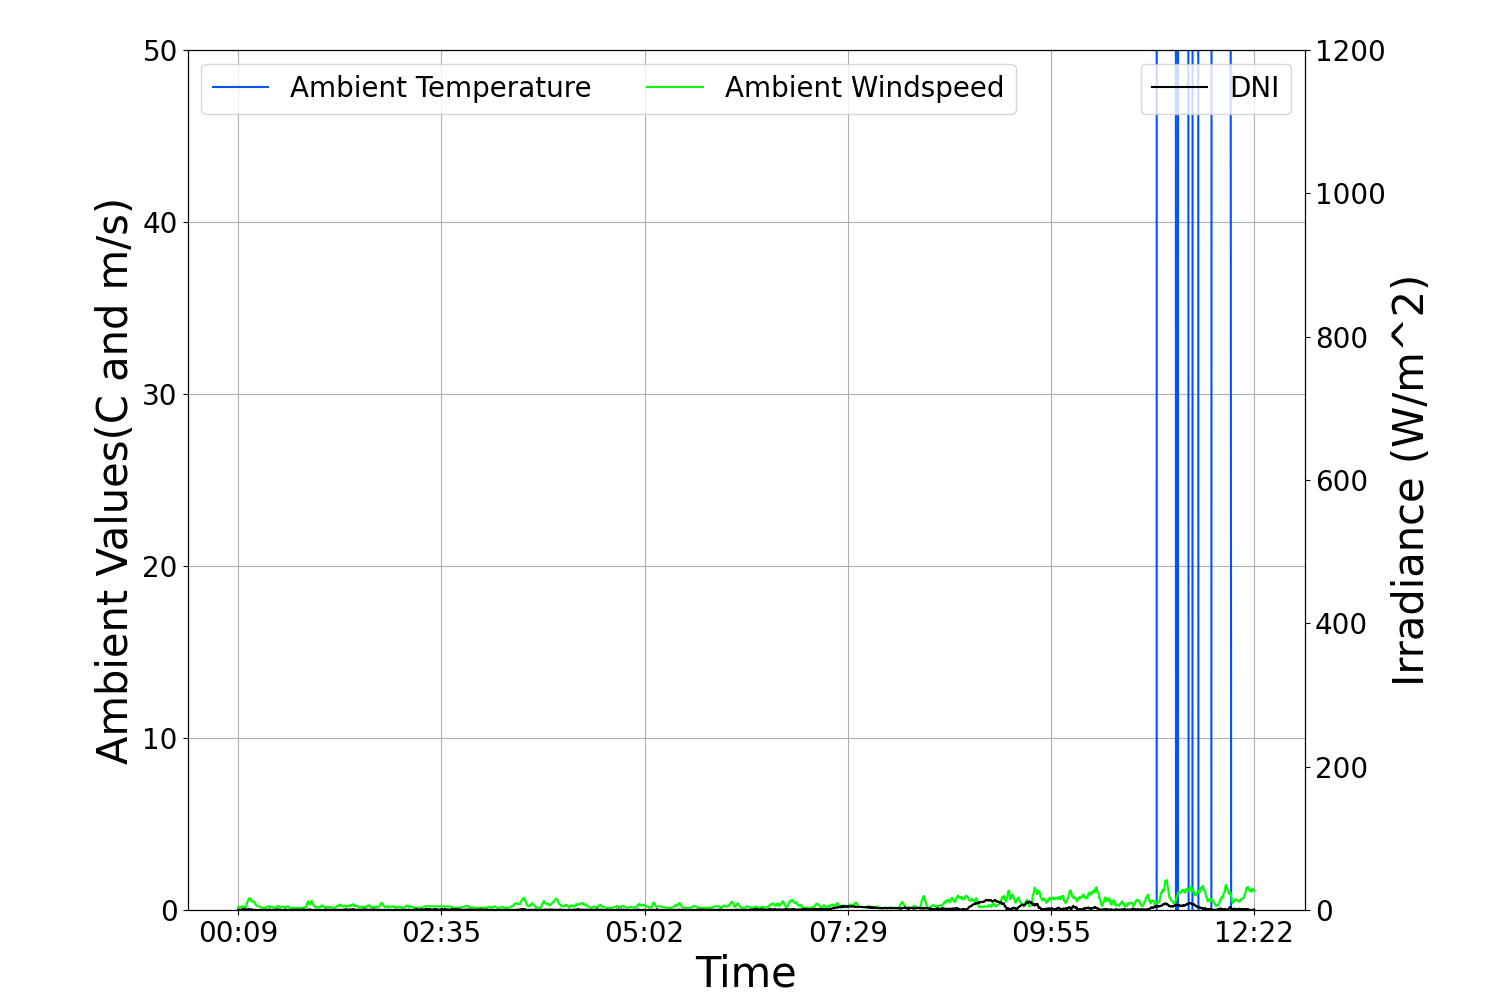 Ambient Temperature
Ambient Windspeed
DNI
Ambient Values(C and m/s)
50
40
30
20
10
0
1200
1000
800
600
400
200
0
Irradiance (W/m^2)
00:09 02:35 05:02 07:29 09:55 12:22
Time